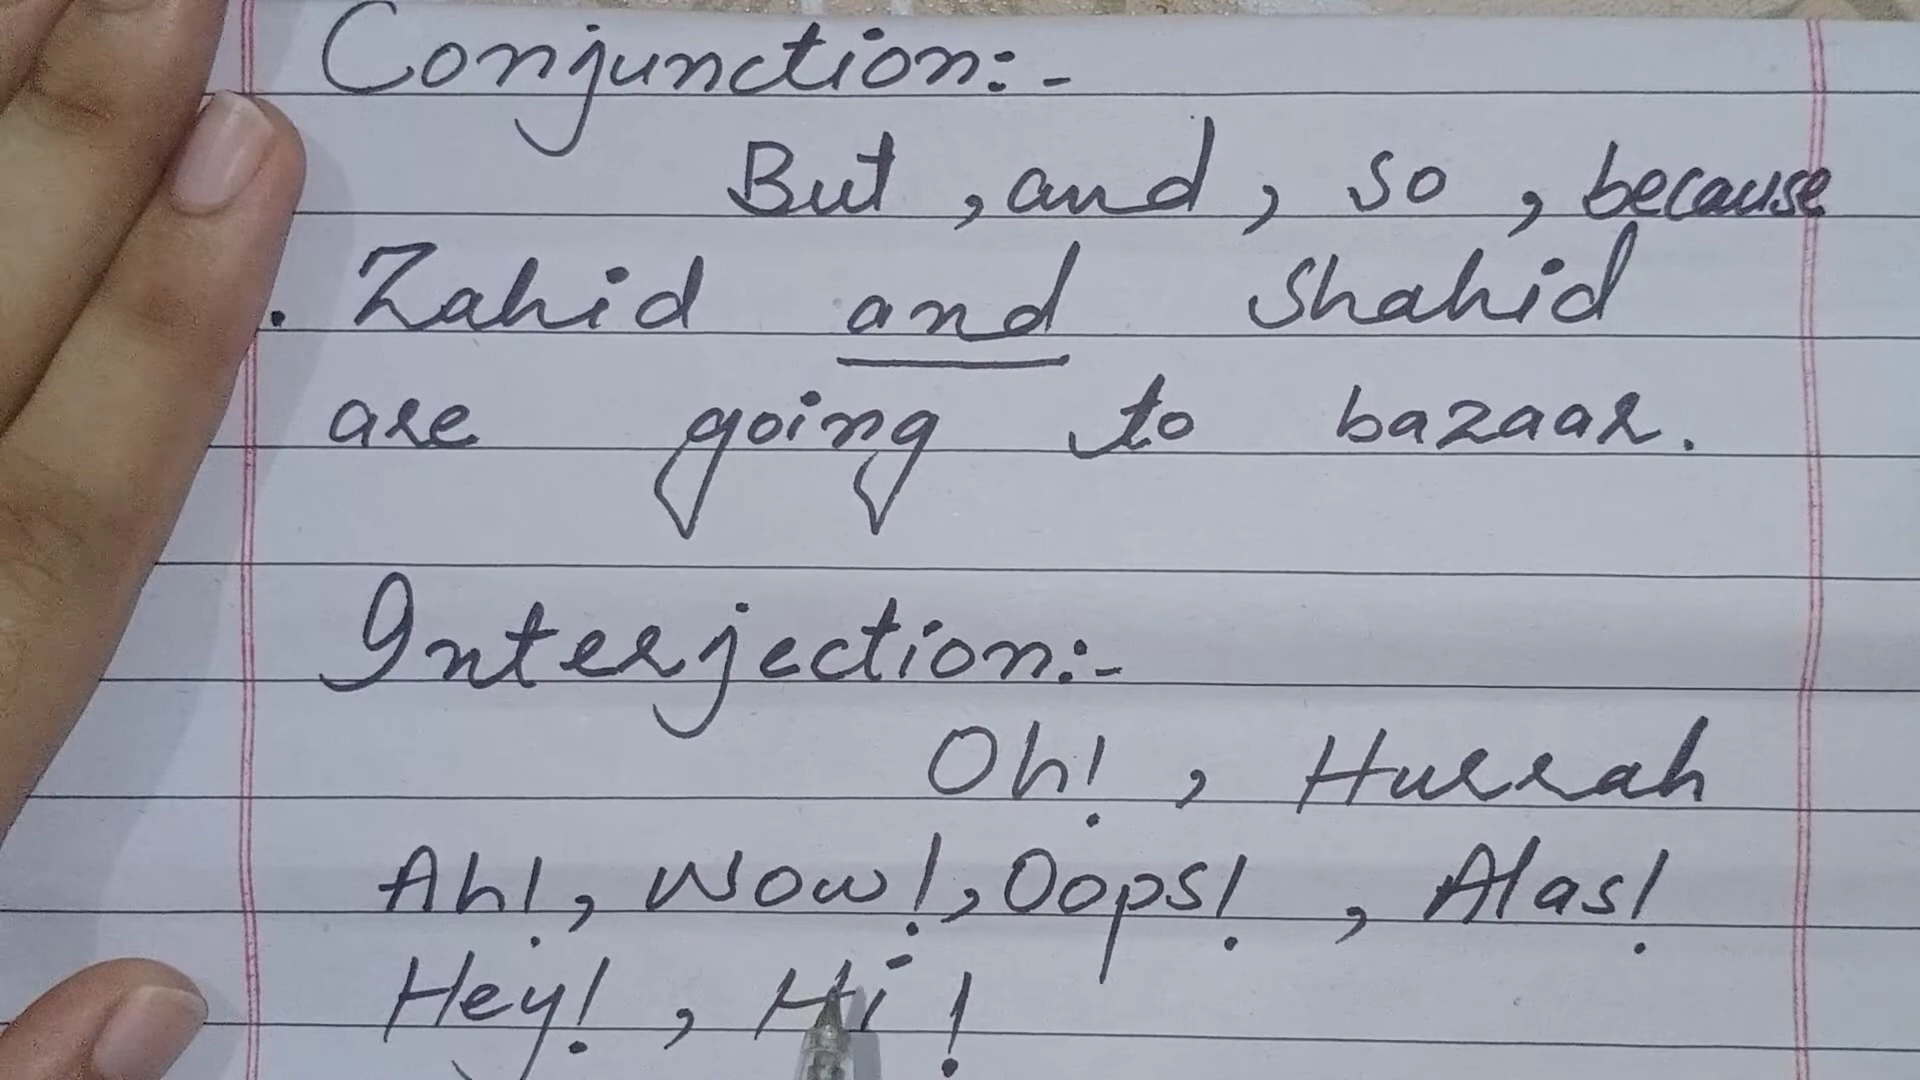 Conjunction:-
But, and, so, because
. Zahid and Shahid
are going to bazaar.
Interjection:-
Oh!, Hurrah
Ah!, Wow!, Oops!, Alas!
Hey!, Hi!